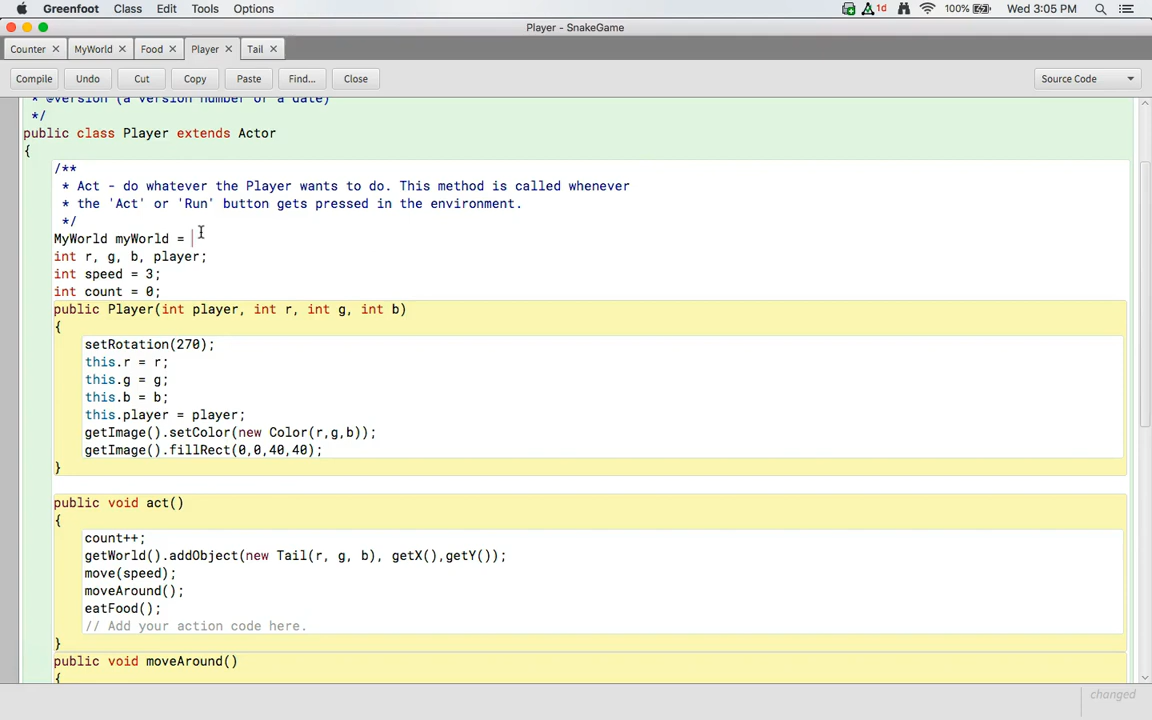 Greenfoot Class Edit Tools Options 1d 100% Wed 3:05 PM
Player - SnakeGame
Counter MyWorld Food Player Tail
Compile Undo Cut Copy Paste Find... Close Source Code
* @version (a version number or a date)
*/
public class Player extends Actor
{
/**
* Act - do whatever the Player wants to do. This method is called whenever
* the 'Act' or 'Run' button gets pressed in the environment.
*/
MyWorld myWorld =
int r, g, b, player;
int speed = 3;
int count = 0;
public Player(int player, int r, int g, int b)
{
setRotation(270);
this.r = r;
this.g = g;
this.b = b;
this.player = player;
getImage().setColor(new Color(r,g,b));
getImage().fillRect(0,0,40,40);
}
public void act()
{
count++;
getWorld().addObject(new Tail(r, g, b), getX(),getY());
move(speed);
moveAround();
eatFood();
// Add your action code here.
}
public void moveAround()
{
changed